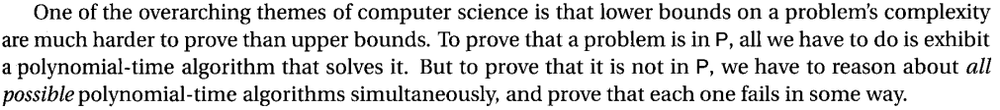 One of the overarching themes of computer science is that lower bounds on a problem's complexity
are much harder to prove than upper bounds. To prove that a problem is in P, all we have to do is exhibit
a polynomial-time algorithm that solves it. But to prove that it is not in P, we have to reason about all
possible polynomial-time algorithms simultaneously, and prove that each one fails in some way.